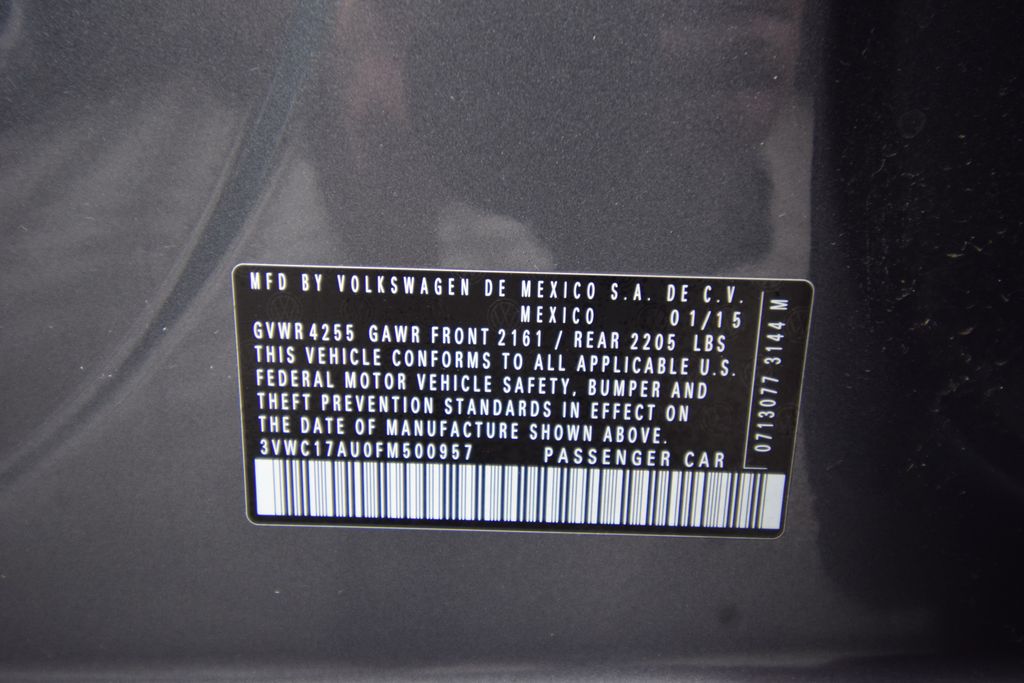 MFD BY VOLKSWAGEN DE MEXICO S.A. DE C.V.
MEXICO 01/15
GVWR 4255 GAWR FRONT 2161 / REAR 2205 LBS
THIS VEHICLE CONFORMS TO ALL APPLICABLE U.S.
FEDERAL MOTOR VEHICLE SAFETY, BUMPER AND
THEFT PREVENTION STANDARDS IN EFFECT ON
THE DATE OF MANUFACTURE SHOWN ABOVE.
3VWC17AU0FM500957 PASSENGER CAR
0713077 3144 M